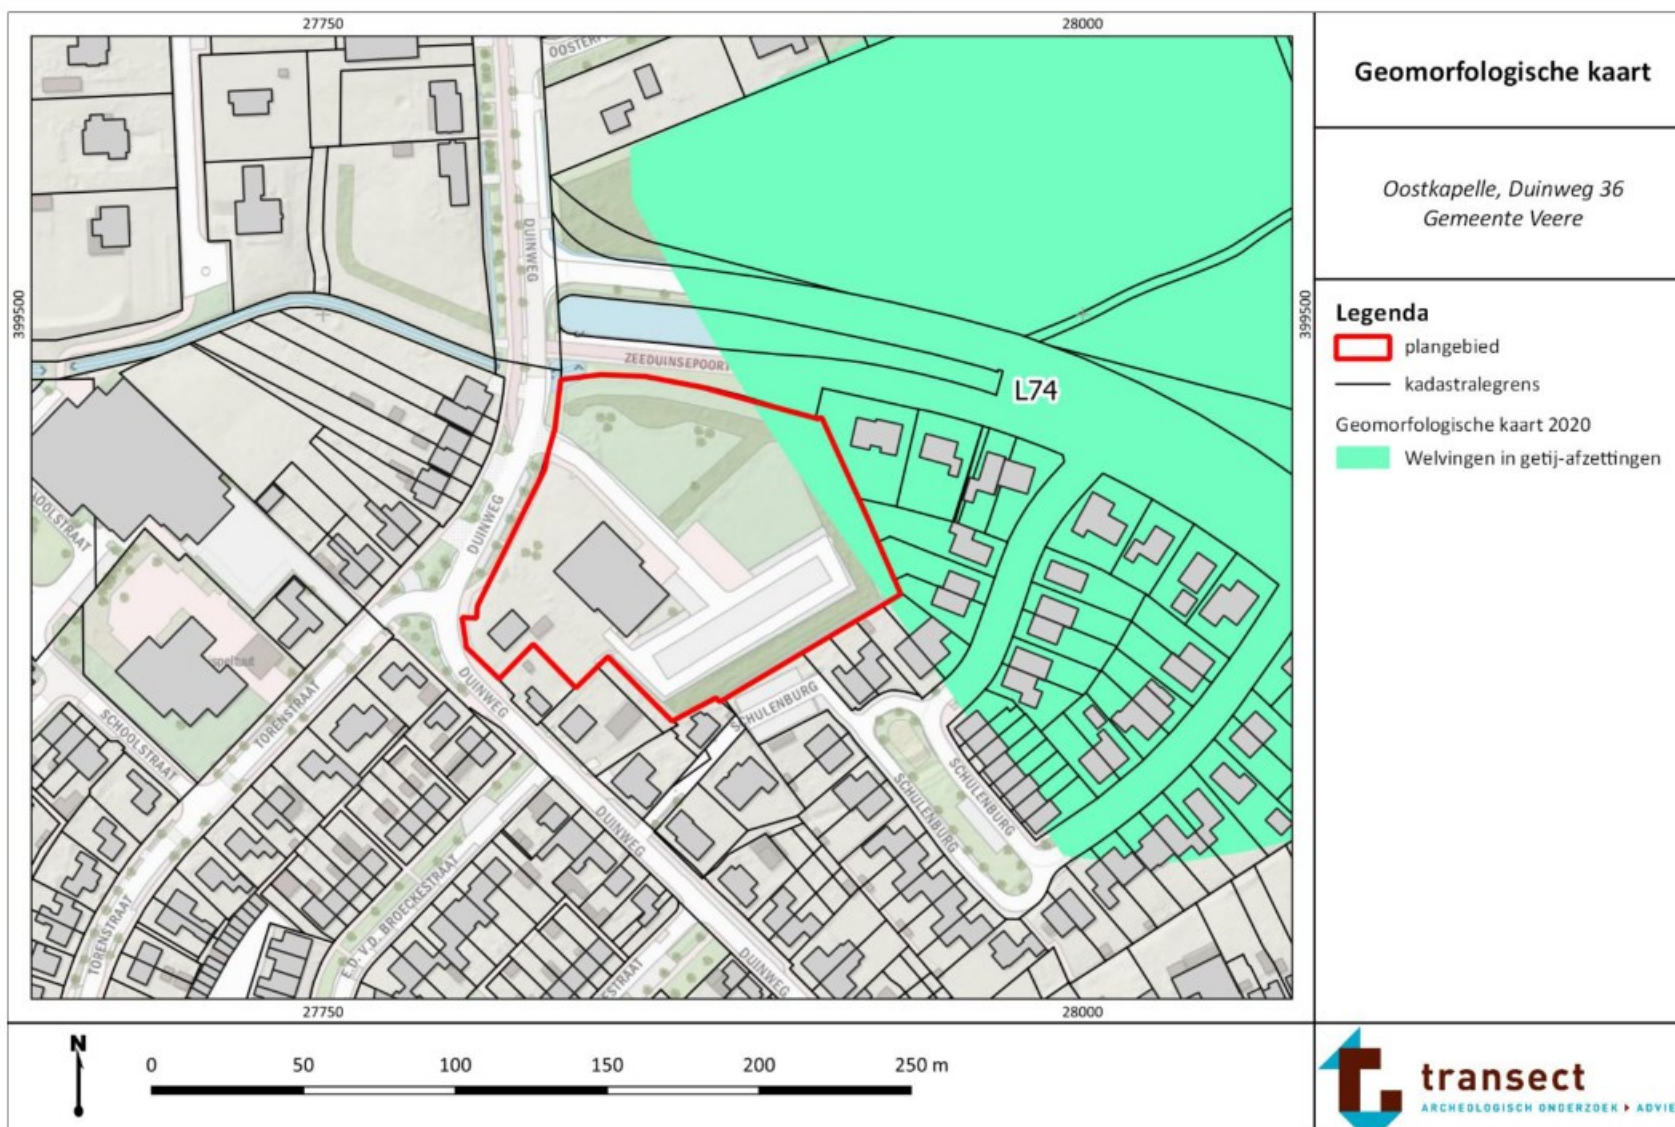 27750
28000
Geomorfologische kaart
Oostkapelle, Duinweg 36
Gemeente Veere
399500
399500
Legenda
plangebied
kadastralegrens
Geomorfologische kaart 2020
Welvingen in getij-afzettingen
DUINWEG
ZEEDUINSEPOORT
L74
DUINWEG
SCHOOLSTRAAT
TORENSTRAAT
DUINWEG
SCHULENBURG
SCHULENBURG
SCHULENBURG
DUINWEG
TORENSTRAAT
E.D. V'D. BROECKESTRAAT
DUINWEG
27750
28000
N
0 50 100 150 200 250 m
transect
ARCHEOLOGISCH ONDERZOEK ADVIE